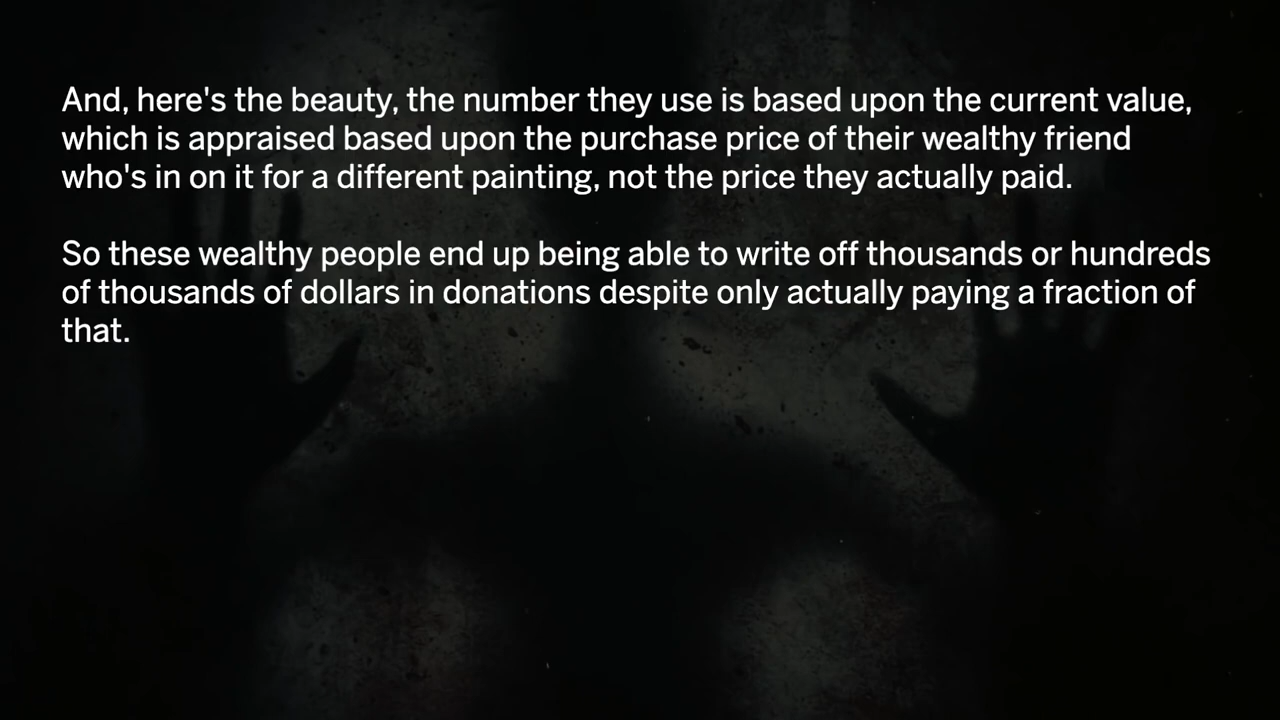 And, here's the beauty, the number they use is based upon the current value,
which is appraised based upon the purchase price of their wealthy friend
who's in on it for a different painting, not the price they actually paid.
So these wealthy people end up being able to write off thousands or hundreds
of thousands of dollars in donations despite only actually paying a fraction of
that.